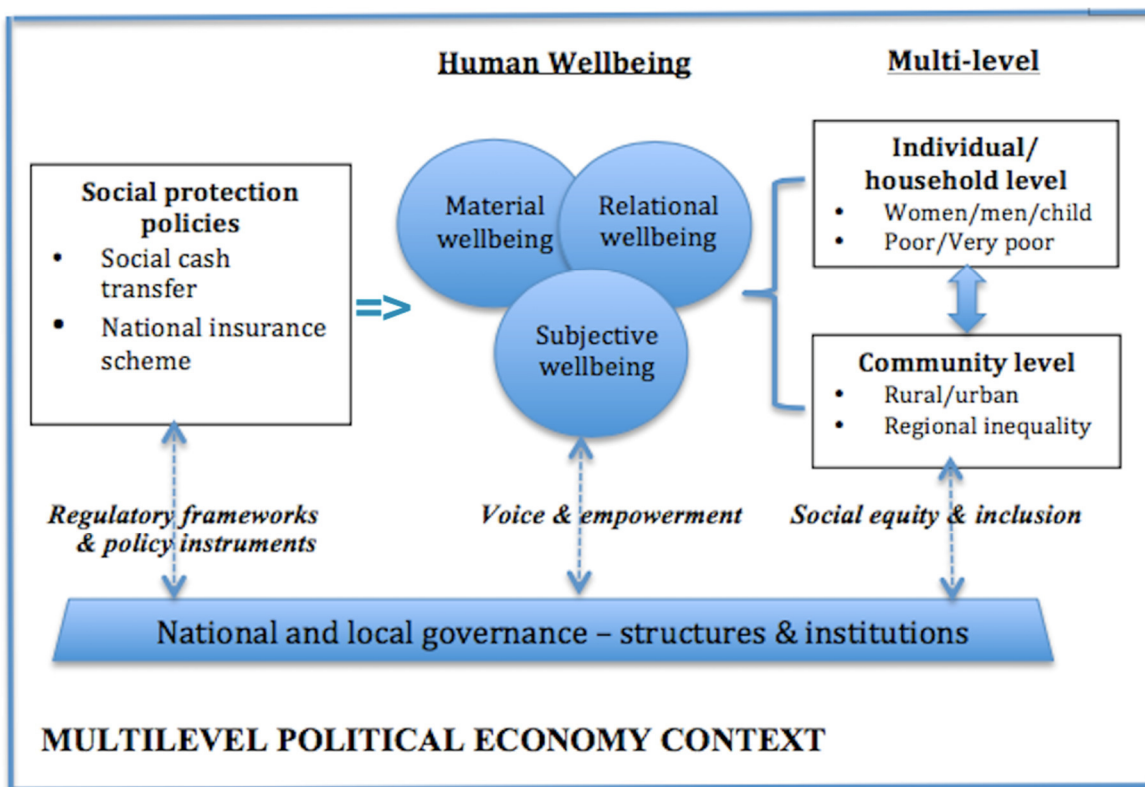 Human Wellbeing
Multi-level
Social protection
policies
• Social cash
transfer
• National insurance
scheme
=>
Material
wellbeing
Relational
wellbeing
Subjective
wellbeing
Individual/
household level
• Women/men/child
• Poor/Very poor
Community level
• Rural/urban
• Regional inequality
Regulatory frameworks
& policy instruments
Voice & empowerment
Social equity & inclusion
National and local governance – structures & institutions
MULTILEVEL POLITICAL ECONOMY CONTEXT